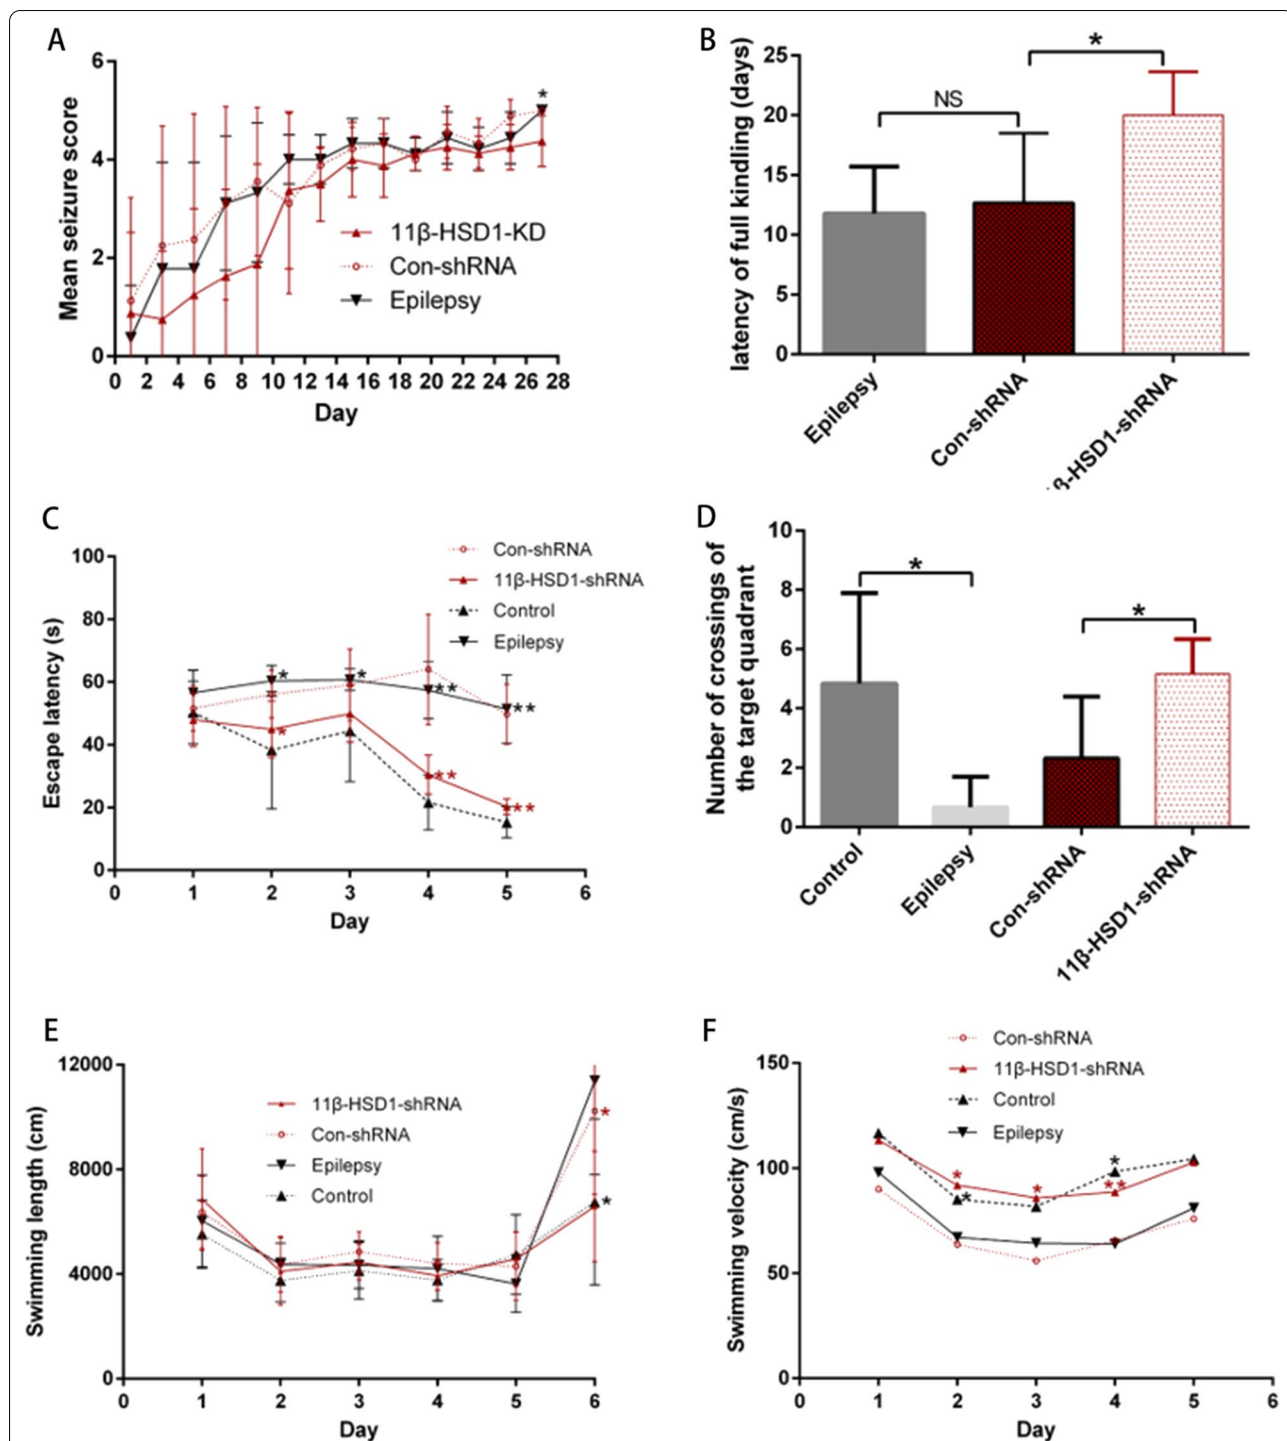 A
Mean seizure score
6
4
2
0
*
11β-HSD1-KD
Con-shRNA
Epilepsy
0 2 4 6 8 10 12 14 16 18 20 22 24 26 28
Day
B
latency of full kindling (days)
25
20
15
10
5
0
NS
*
Epilepsy
Con-shRNA
β-HSD1-shRNA
C
Escape latency (s)
100
80
60
40
20
0
Con-shRNA
11β-HSD1-shRNA
Control
Epilepsy
* * ** **
* ** **
0 1 2 3 4 5 6
Day
D
Number of crossings of
the target quadrant
10
8
6
4
2
0
*
*
Control
Epilepsy
Con-shRNA
11β-HSD1-shRNA
E
Swimming length (cm)
12000
8000
4000
0
11β-HSD1-shRNA
Con-shRNA
Epilepsy
Control
*
*
0 1 2 3 4 5 6
Day
F
Swimming velocity (cm/s)
150
100
50
0
Con-shRNA
11β-HSD1-shRNA
Control
Epilepsy
* * **
* *
0 1 2 3 4 5 6
Day